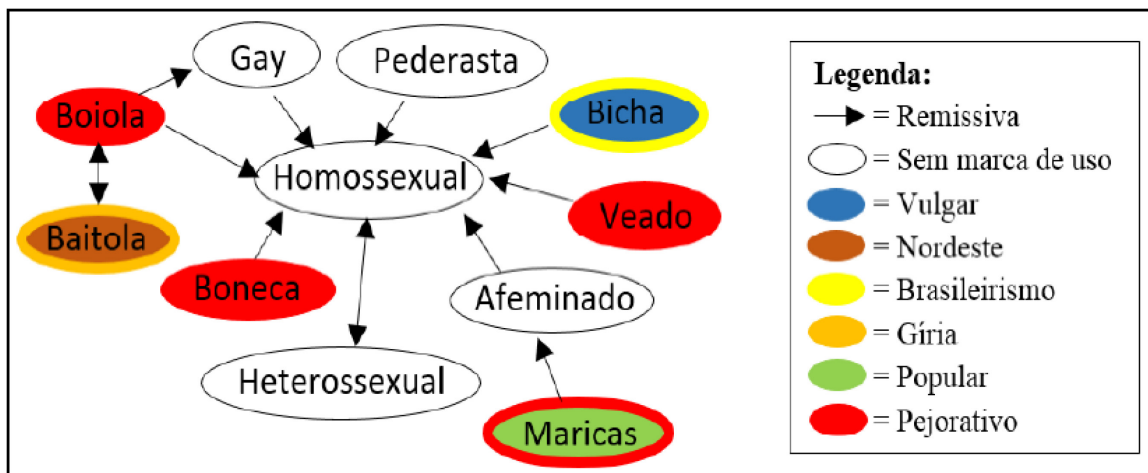 Gay
Pederasta
Boiola
Bicha
Homossexual
Veado
Baitola
Boneca
Afeminado
Heterossexual
Maricas
Legenda:
= Remissiva
= Sem marca de uso
= Vulgar
= Nordeste
= Brasileirismo
= Gíria
= Popular
= Pejorativo